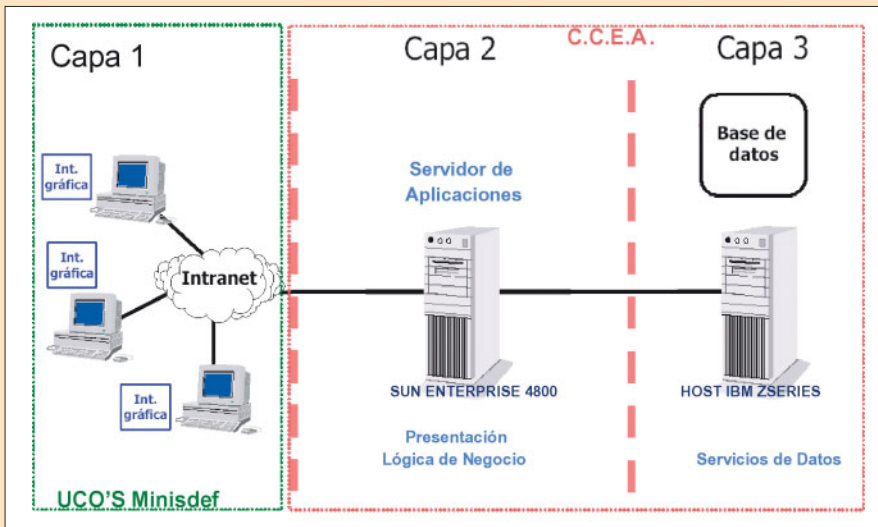 Capa 1
Capa 2
C.C.E.A.
Capa 3
Base de
datos
Servidor de
Aplicaciones
Int.
gráfica
Int.
gráfica
Intranet
Int.
gráfica
SUN ENTERPRISE 4800
HOST IBM ZSERIES
Presentación
Lógica de Negocio
Servicios de Datos
UCO'S Minisdef